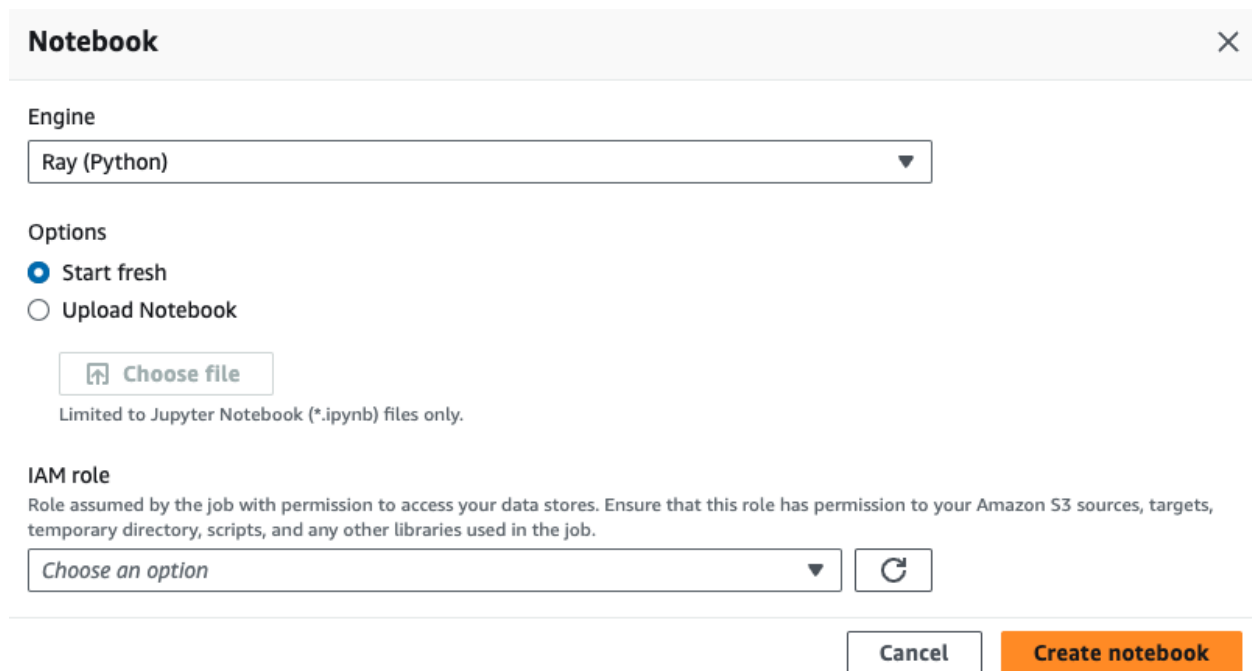 Notebook
Engine
Ray (Python)
Options
Start fresh
Upload Notebook
Choose file
Limited to Jupyter Notebook (*.ipynb) files only.
IAM role
Role assumed by the job with permission to access your data stores. Ensure that this role has permission to your Amazon S3 sources, targets,
temporary directory, scripts, and any other libraries used in the job.
Choose an option
Cancel
Create notebook